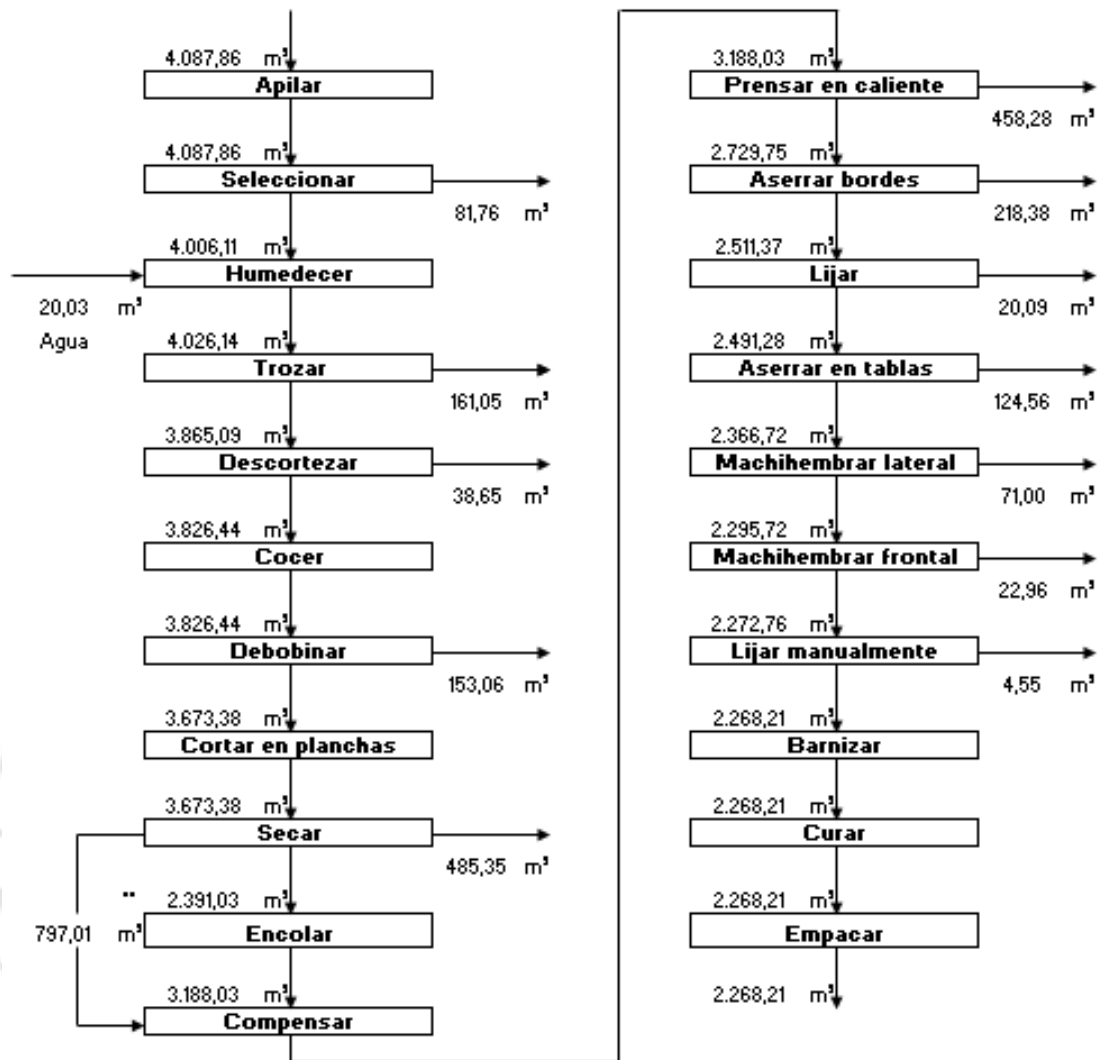 4.087,86 m³
Apilar
4.087,86 m³
Seleccionar
81,76 m³
4.006,11 m³
Humedecer
20,03 m³
Agua
4.026,14 m³
Trozar
161,05 m³
3.865,09 m³
Descortezar
38,65 m³
3.826,44 m³
Cocer
3.826,44 m³
Debobinar
153,06 m³
3.673,38 m³
Cortar en planchas
3.673,38 m³
Secar
485,35 m³
2.391,03 m³
Encolar
797,01 m³
3.188,03 m³
Compensar
3.188,03 m³
Prensar en caliente
458,28 m³
2.729,75 m³
Aserrar bordes
218,38 m³
2.511,37 m³
Lijar
20,09 m³
2.491,28 m³
Aserrar en tablas
124,56 m³
2.366,72 m³
Machihembrar lateral
71,00 m³
2.295,72 m³
Machihembrar frontal
22,96 m³
2.272,76 m³
Lijar manualmente
4,55 m³
2.268,21 m³
Barnizar
2.268,21 m³
Curar
2.268,21 m³
Empacar
2.268,21 m³